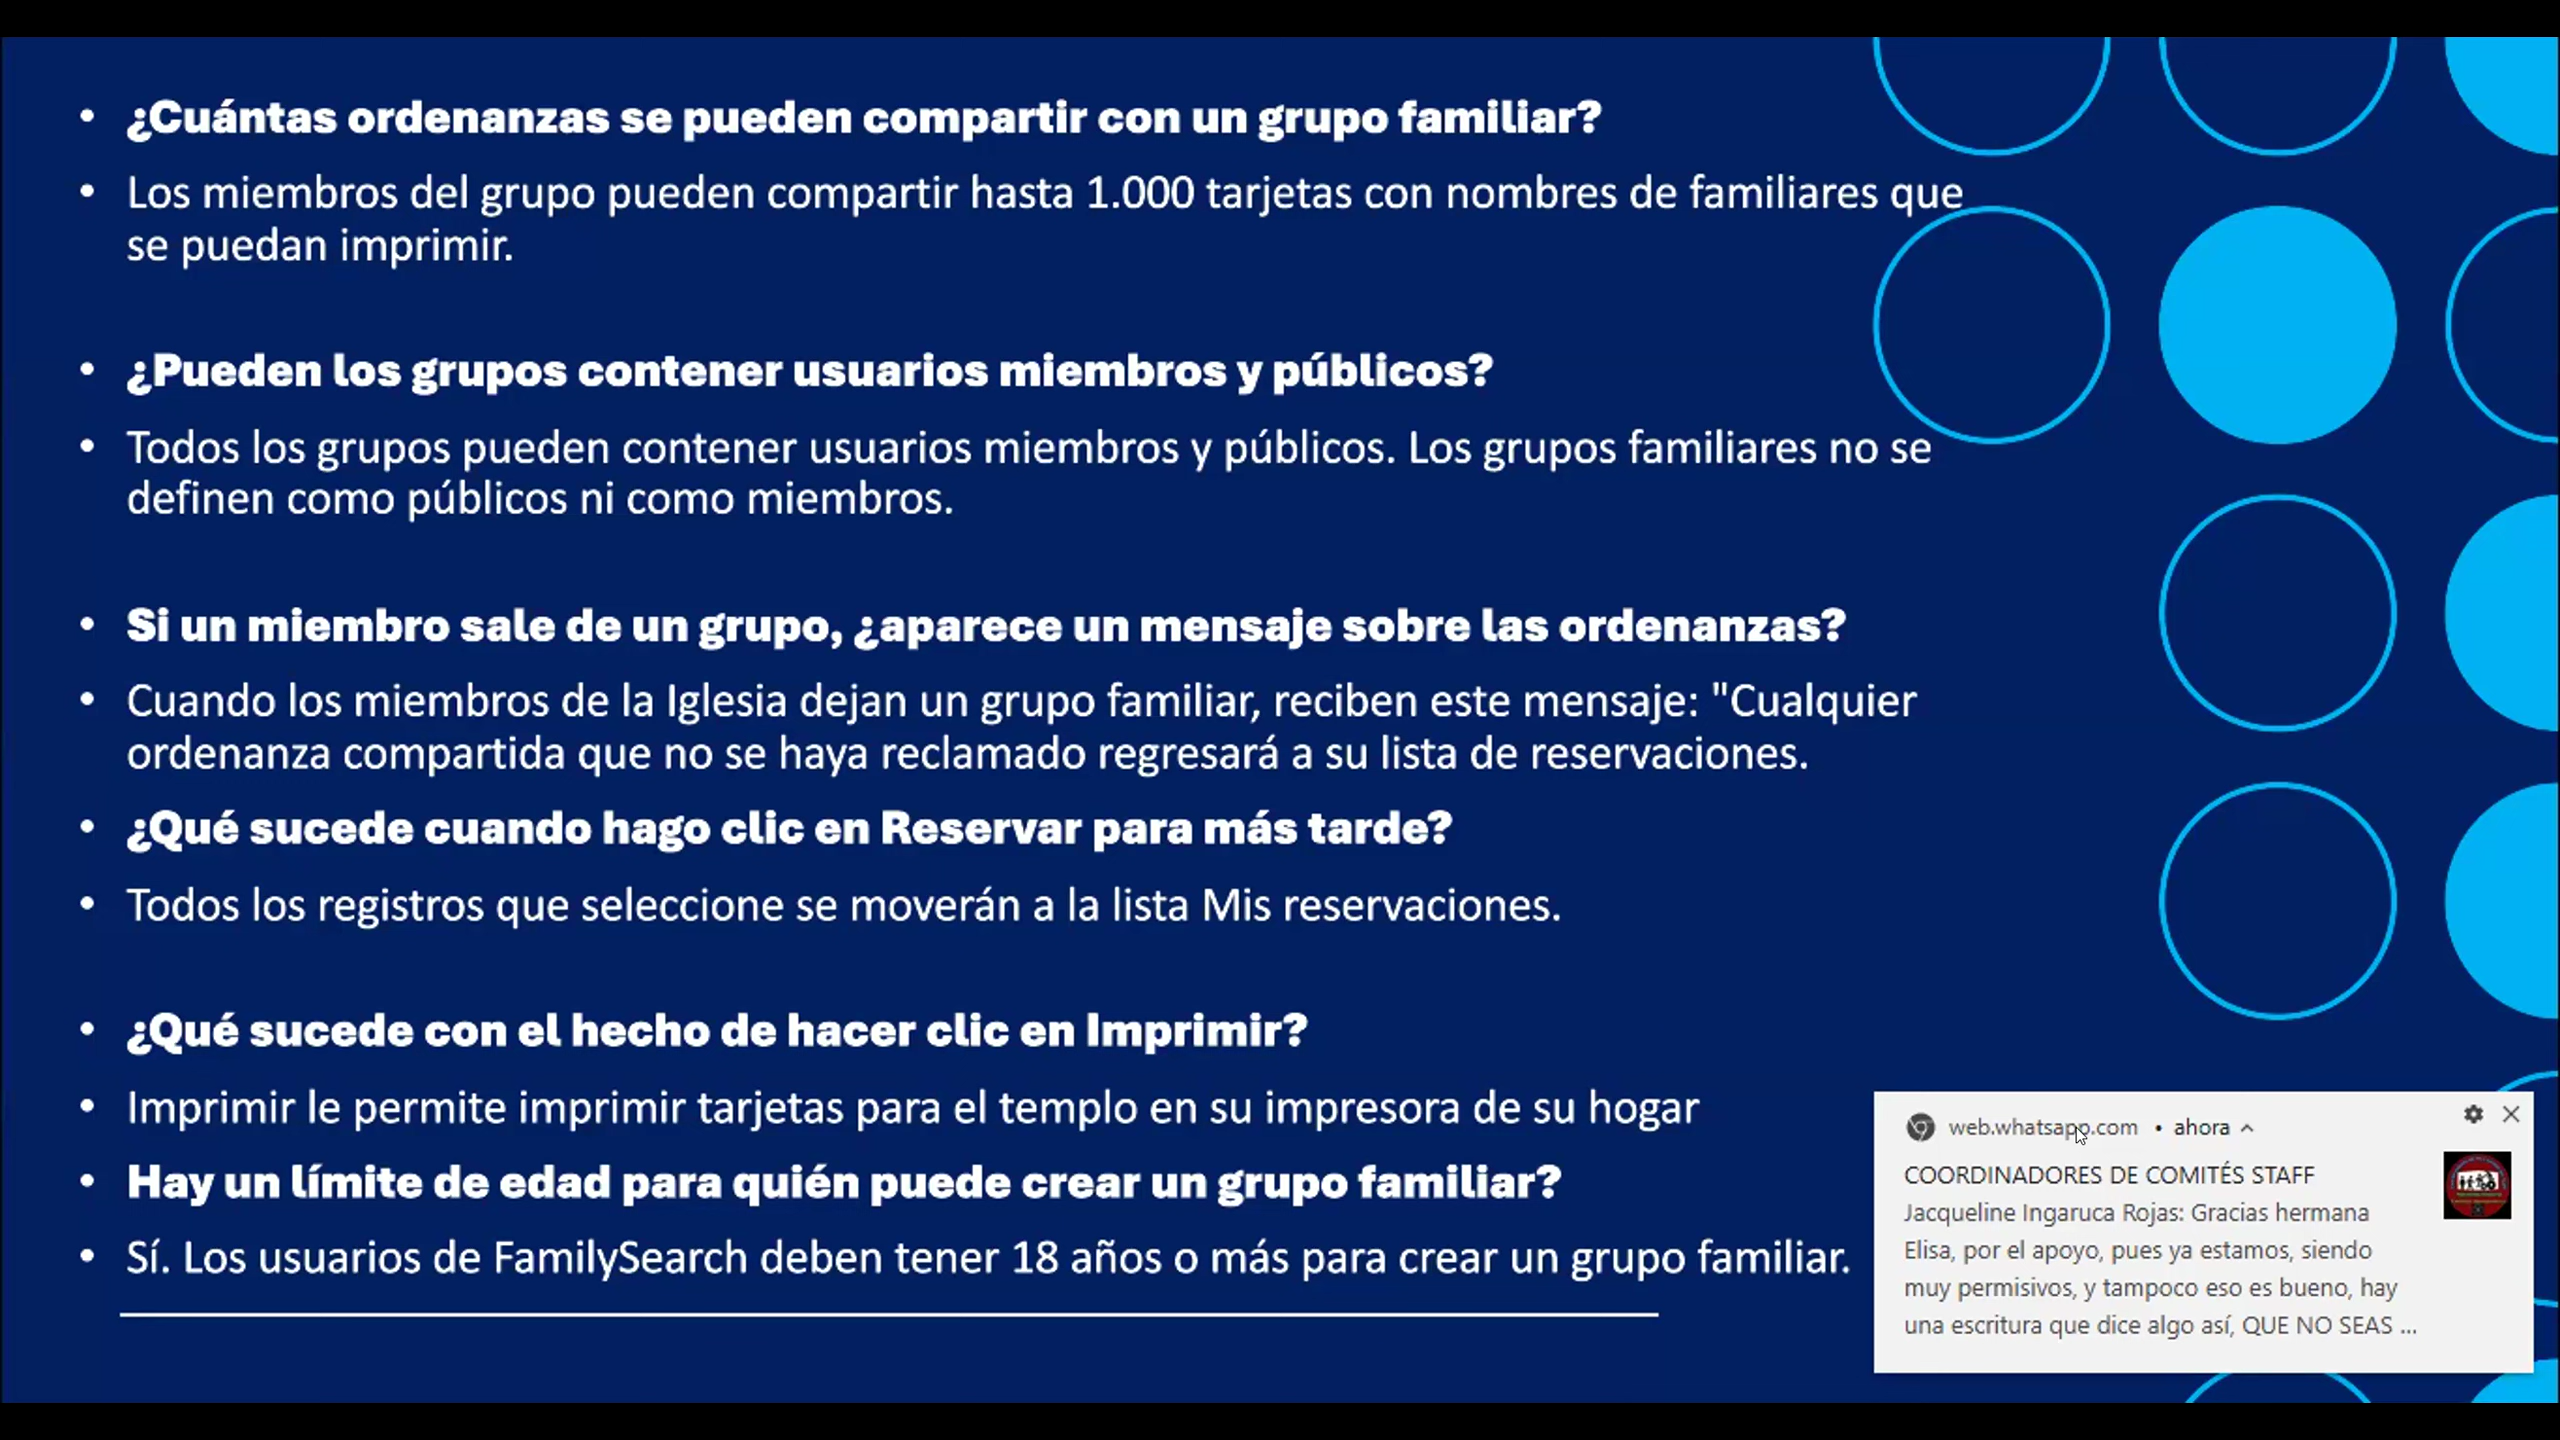 • ¿Cuántas ordenanzas se pueden compartir con un grupo familiar?
• Los miembros del grupo pueden compartir hasta 1.000 tarjetas con nombres de familiares que
se puedan imprimir.
• ¿Pueden los grupos contener usuarios miembros y públicos?
• Todos los grupos pueden contener usuarios miembros y públicos. Los grupos familiares no se
definen como públicos ni como miembros.
• Si un miembro sale de un grupo, ¿aparece un mensaje sobre las ordenanzas?
• Cuando los miembros de la Iglesia dejan un grupo familiar, reciben este mensaje: "Cualquier
ordenanza compartida que no se haya reclamado regresará a su lista de reservaciones.
• ¿Qué sucede cuando hago clic en Reservar para más tarde?
• Todos los registros que seleccione se moverán a la lista Mis reservaciones.
• ¿Qué sucede con el hecho de hacer clic en Imprimir?
• Imprimir le permite imprimir tarjetas para el templo en su impresora de su hogar
• Hay un límite de edad para quién puede crear un grupo familiar?
• Sí. Los usuarios de FamilySearch deben tener 18 años o más para crear un grupo familiar.
web.whatsapp.com • ahora
COORDINADORES DE COMITÉS STAFF
Jacqueline Ingaruca Rojas: Gracias hermana
Elisa, por el apoyo, pues ya estamos, siendo
muy permisivos, y tampoco eso es bueno, hay
una escritura que dice algo así, QUE NO SEAS ...